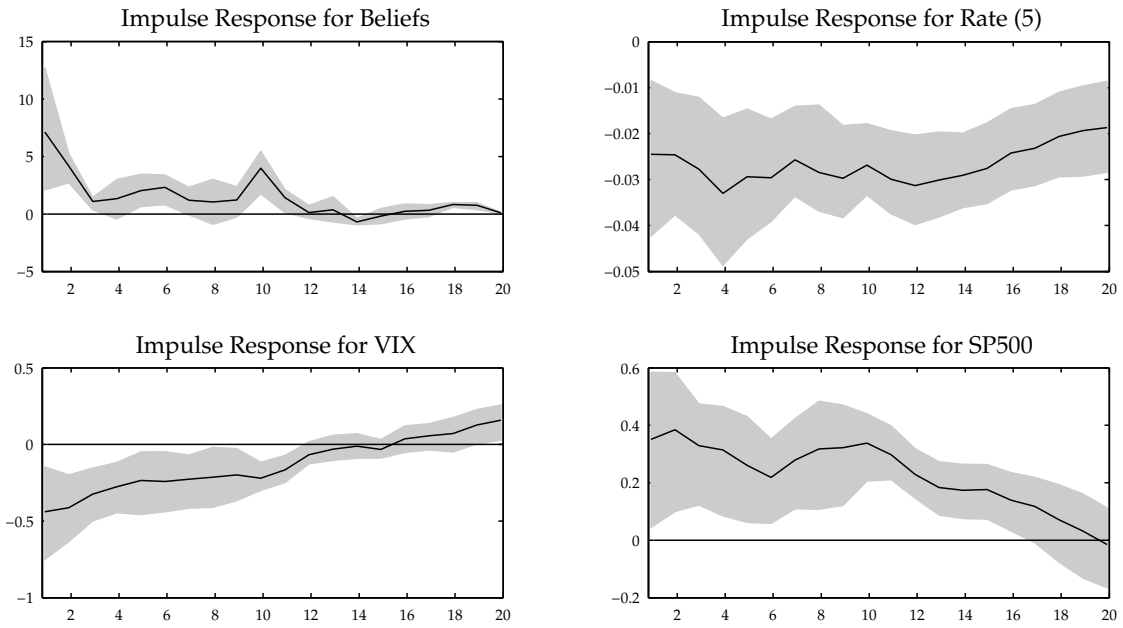 Impulse Response for Beliefs
15
10
5
0
−5
2 4 6 8 10 12 14 16 18 20
Impulse Response for Rate (5)
0
−0.01
−0.02
−0.03
−0.04
−0.05
2 4 6 8 10 12 14 16 18 20
Impulse Response for VIX
0.5
0
−0.5
−1
2 4 6 8 10 12 14 16 18 20
Impulse Response for SP500
0.6
0.4
0.2
0
−0.2
2 4 6 8 10 12 14 16 18 20